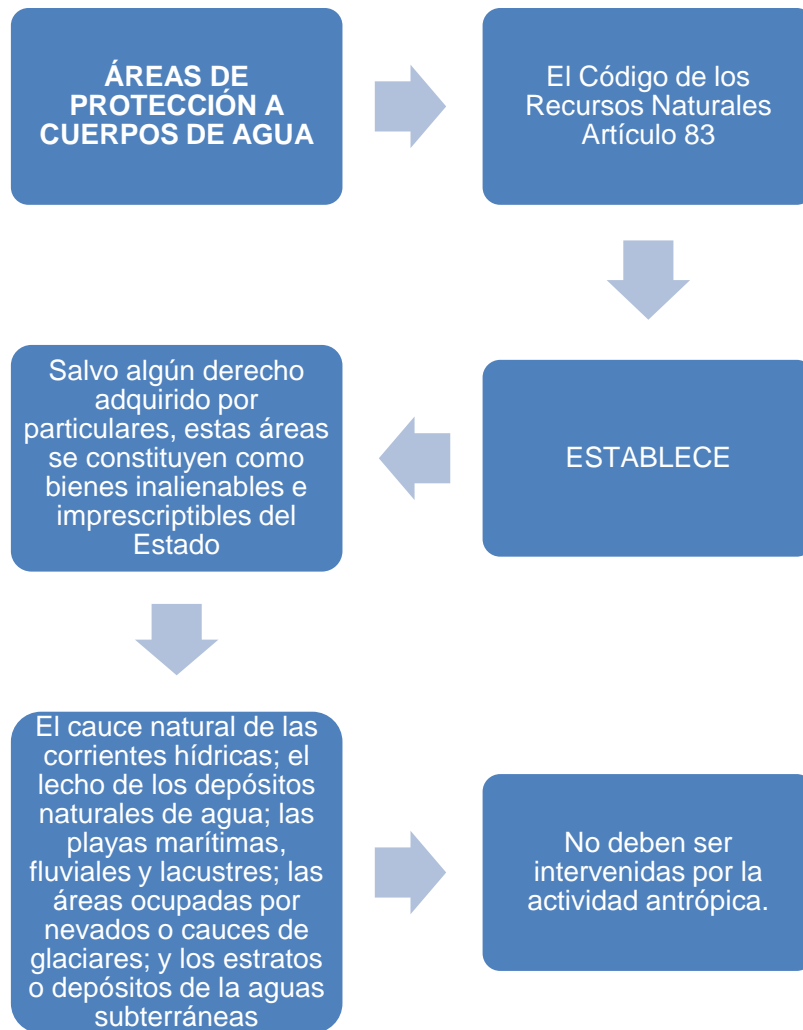 ÁREAS DE
PROTECCIÓN A
CUERPOS DE AGUA
El Código de los
Recursos Naturales
Artículo 83
ESTABLECE
Salvo algún derecho
adquirido por
particulares, estas áreas
se constituyen como
bienes inalienables e
imprescriptibles del
Estado
El cauce natural de las
corrientes hídricas; el
lecho de los depósitos
naturales de agua; las
playas marítimas,
fluviales y lacustres; las
áreas ocupadas por
nevados o cauces de
glaciares; y los estratos
o depósitos de la aguas
subterráneas
No deben ser
intervenidas por la
actividad antrópica.